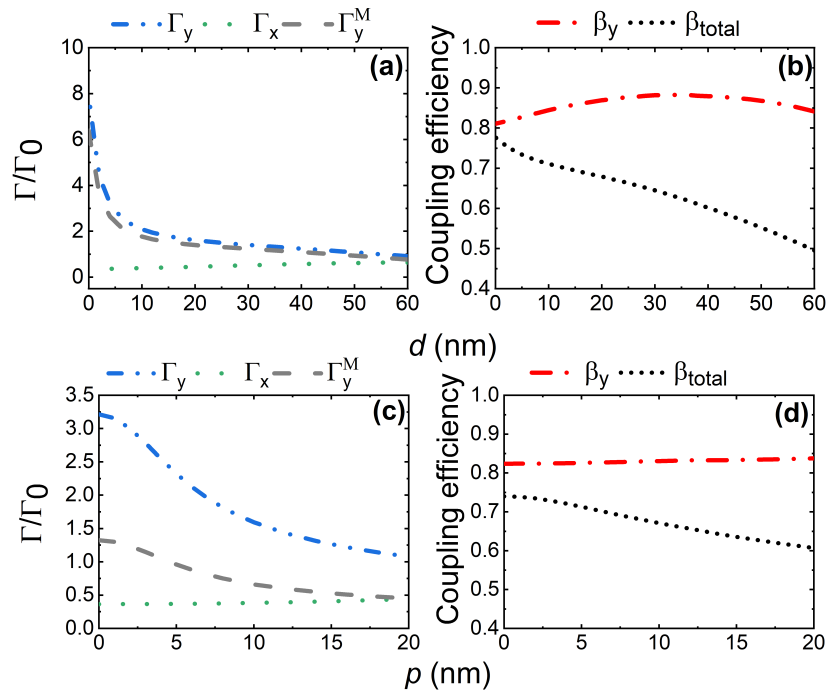 Γy Γx Γy^M
βy βtotal
(a)
(b)
Γ/Γ0
10
8
6
4
2
0
0 10 20 30 40 50 60
Coupling efficiency
1.0
0.9
0.8
0.7
0.6
0.5
0.4
0 10 20 30 40 50 60
d (nm)
Γy Γx Γy^M
βy βtotal
(c)
(d)
Γ/Γ0
3.5
3.0
2.5
2.0
1.5
1.0
0.5
0.0
0 5 10 15 20
Coupling efficiency
1.0
0.9
0.8
0.7
0.6
0.5
0.4
0 5 10 15 20
p (nm)